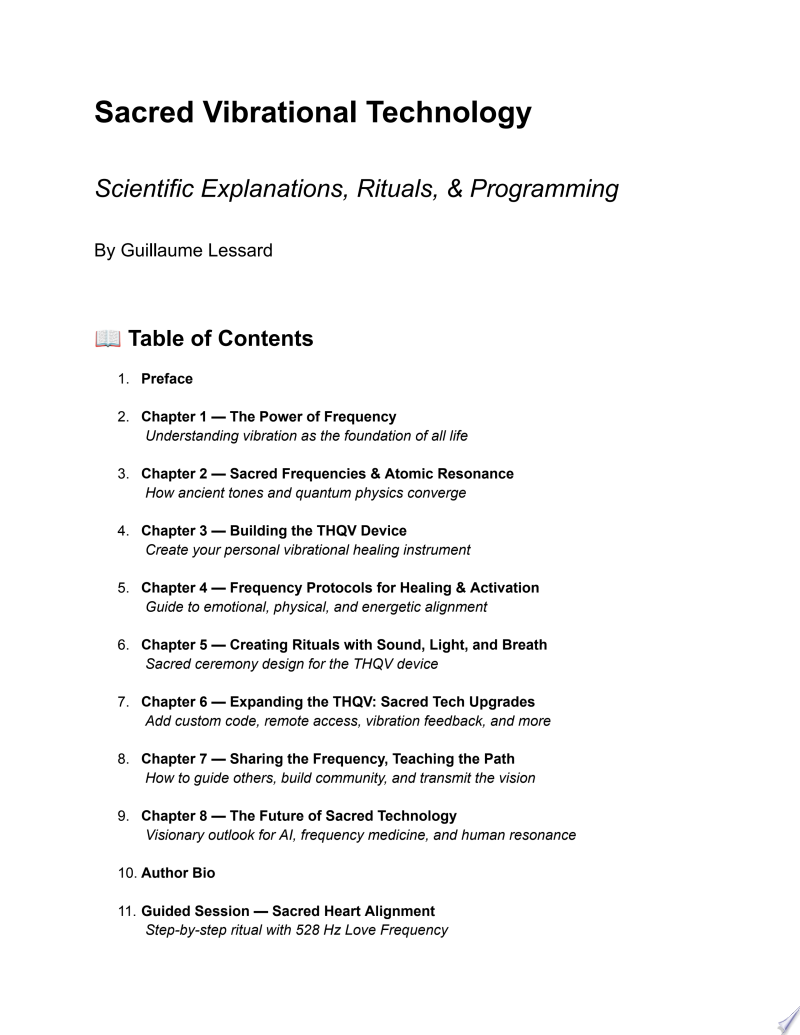 Sacred Vibrational Technology
Scientific Explanations, Rituals, & Programming
By Guillaume Lessard
📖 Table of Contents
1. Preface
2. Chapter 1 — The Power of Frequency
Understanding vibration as the foundation of all life
3. Chapter 2 — Sacred Frequencies & Atomic Resonance
How ancient tones and quantum physics converge
4. Chapter 3 — Building the THQV Device
Create your personal vibrational healing instrument
5. Chapter 4 — Frequency Protocols for Healing & Activation
Guide to emotional, physical, and energetic alignment
6. Chapter 5 — Creating Rituals with Sound, Light, and Breath
Sacred ceremony design for the THQV device
7. Chapter 6 — Expanding the THQV: Sacred Tech Upgrades
Add custom code, remote access, vibration feedback, and more
8. Chapter 7 — Sharing the Frequency, Teaching the Path
How to guide others, build community, and transmit the vision
9. Chapter 8 — The Future of Sacred Technology
Visionary outlook for AI, frequency medicine, and human resonance
10. Author Bio
11. Guided Session — Sacred Heart Alignment
Step-by-step ritual with 528 Hz Love Frequency